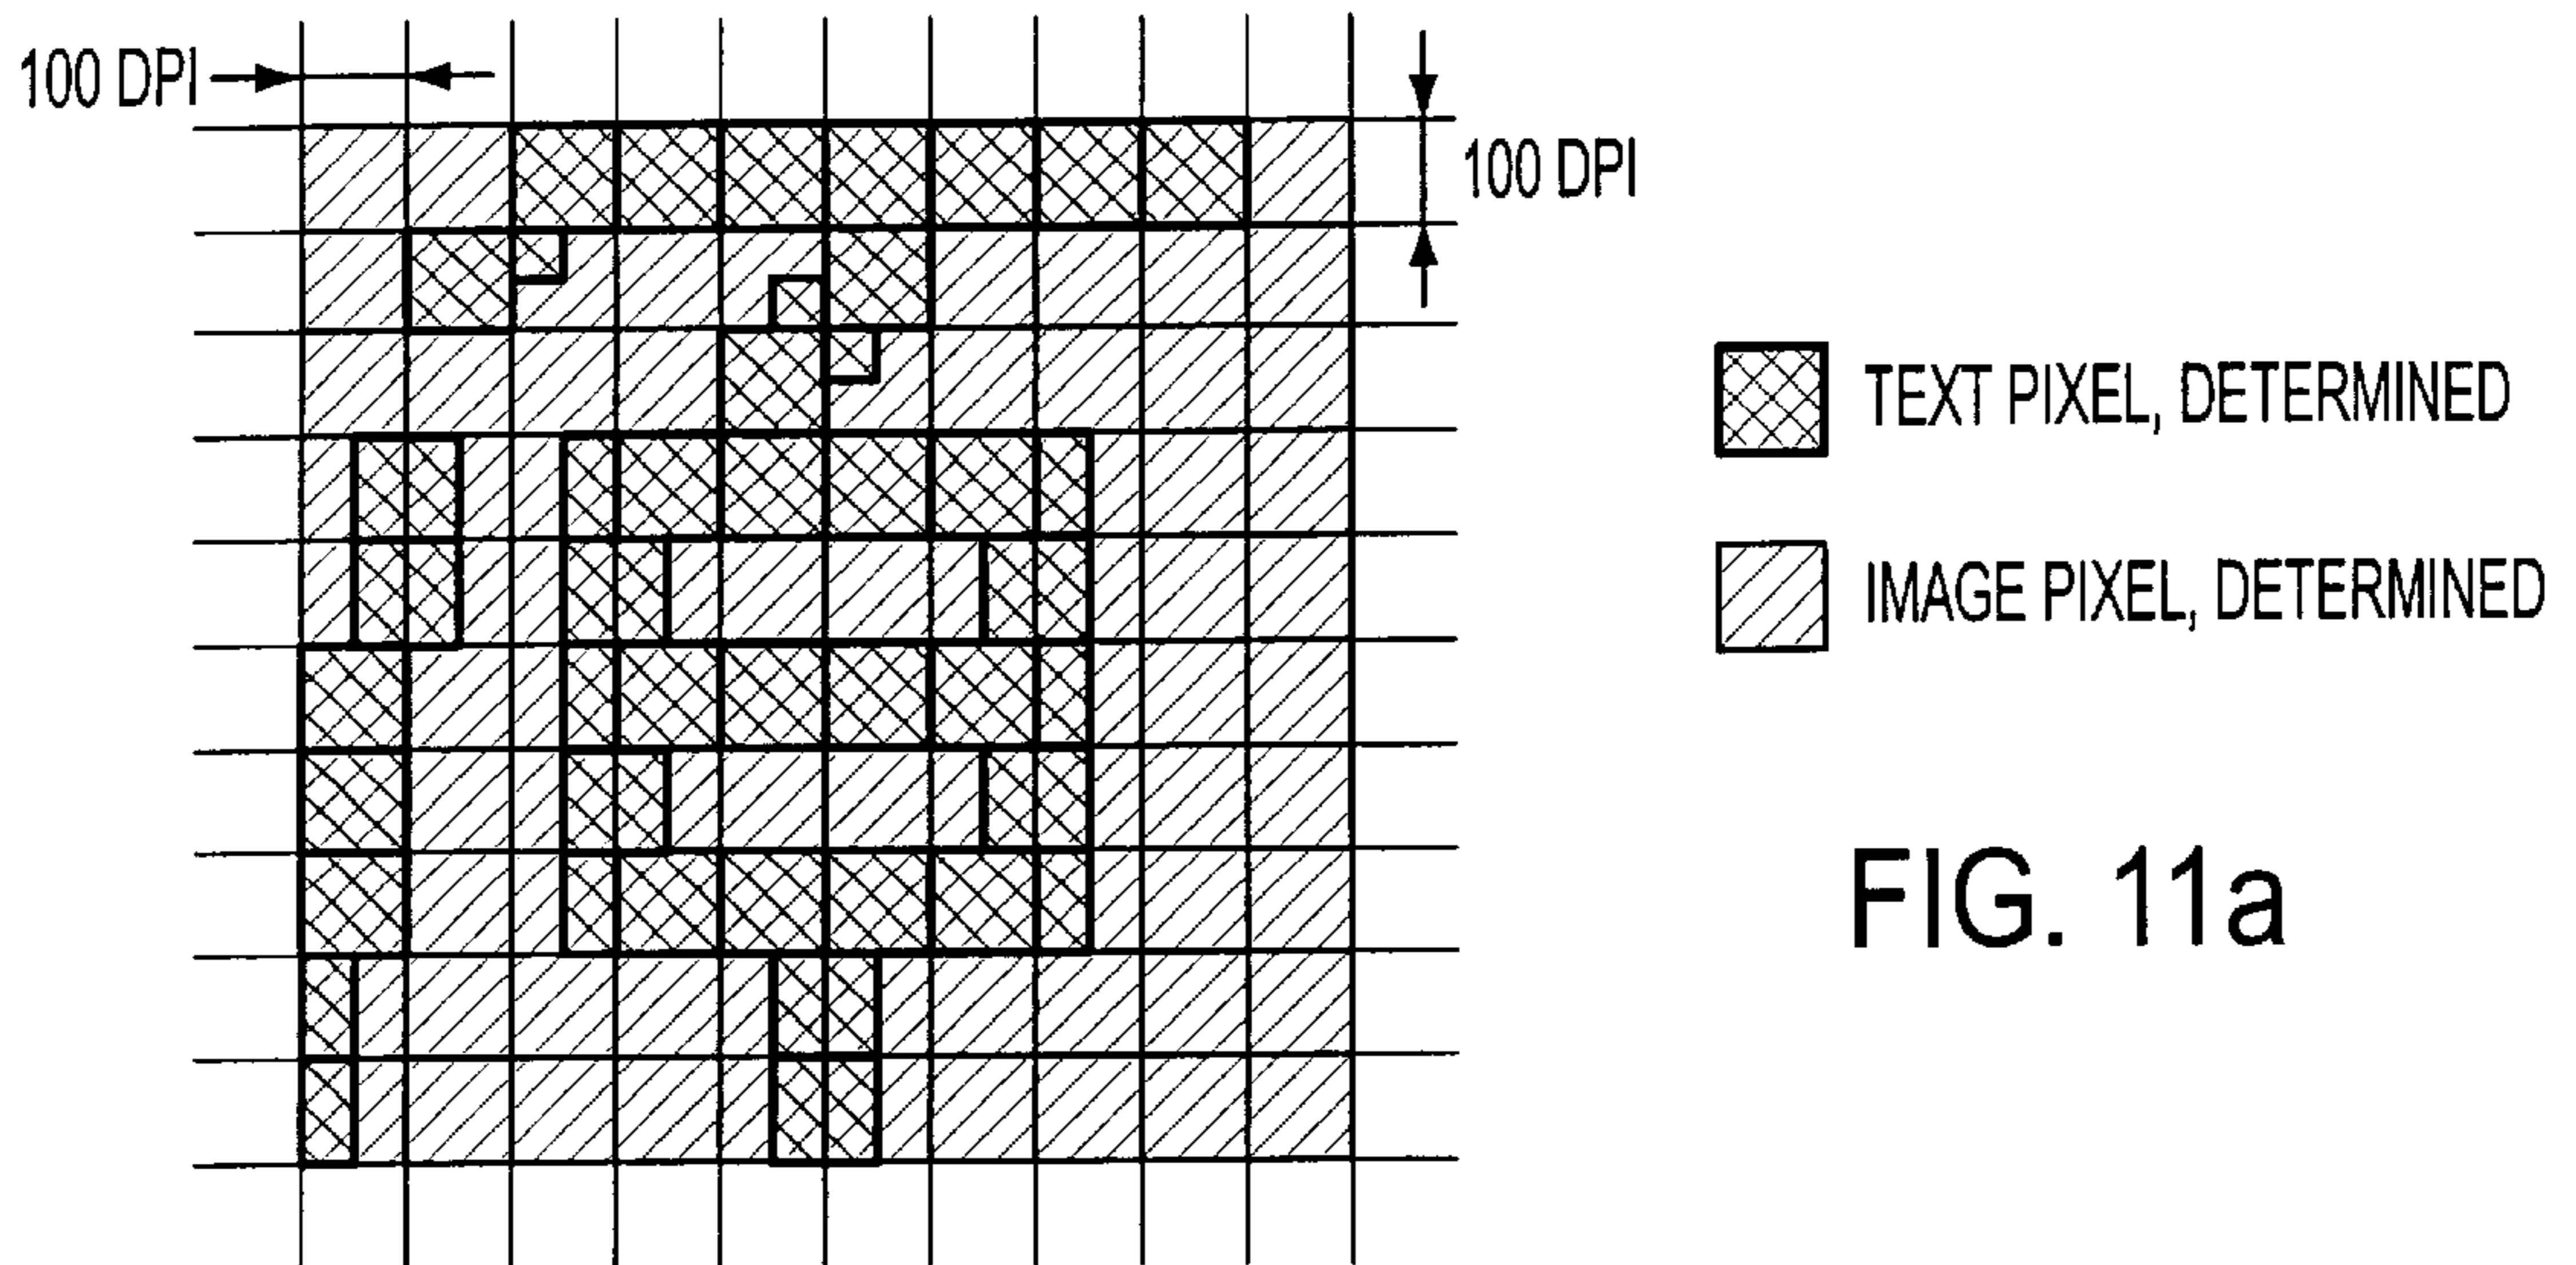 100 DPI
100 DPI
TEXT PIXEL, DETERMINED
IMAGE PIXEL, DETERMINED
FIG. 11a